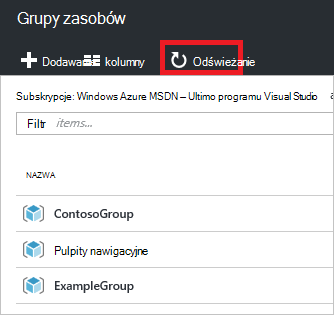 Grupy zasobów
Dodawanie kolumny Odświeżanie
Subskrypcje: Windows Azure MSDN – Ultimo programu Visual Studio
Filtr items...
NAZWA
ContosoGroup
Pulpity nawigacyjne
ExampleGroup